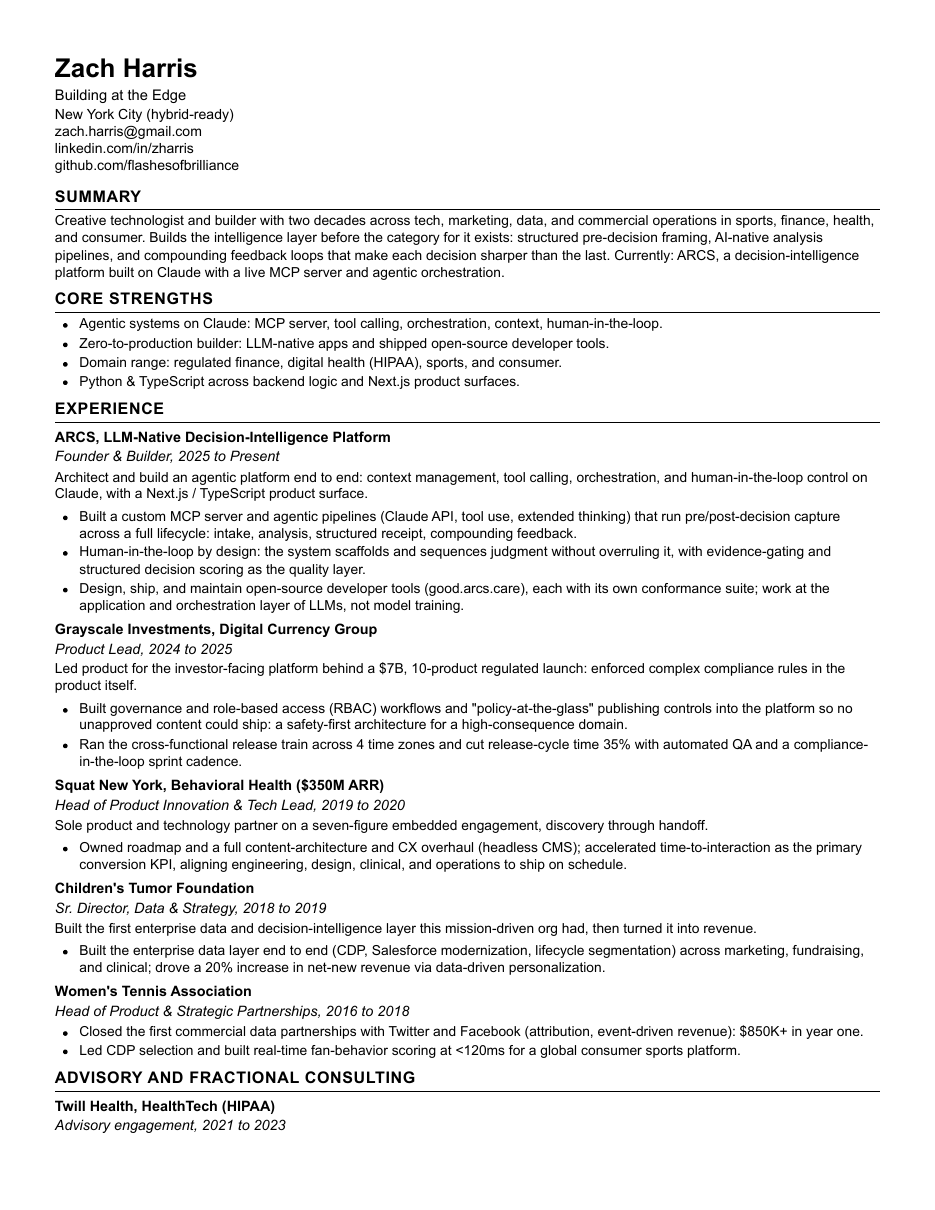 Zach Harris
Building at the Edge
New York City (hybrid-ready)
zach.harris@gmail.com
linkedin.com/in/zharris
github.com/flashesofbrilliance
SUMMARY
Creative technologist and builder with two decades across tech, marketing, data, and commercial operations in sports, finance, health,
and consumer. Builds the intelligence layer before the category for it exists: structured pre-decision framing, AI-native analysis
pipelines, and compounding feedback loops that make each decision sharper than the last. Currently: ARCS, a decision-intelligence
platform built on Claude with a live MCP server and agentic orchestration.
CORE STRENGTHS
• Agentic systems on Claude: MCP server, tool calling, orchestration, context, human-in-the-loop.
• Zero-to-production builder: LLM-native apps and shipped open-source developer tools.
• Domain range: regulated finance, digital health (HIPAA), sports, and consumer.
• Python & TypeScript across backend logic and Next.js product surfaces.
EXPERIENCE
ARCS, LLM-Native Decision-Intelligence Platform
Founder & Builder, 2025 to Present
Architect and build an agentic platform end to end: context management, tool calling, orchestration, and human-in-the-loop control on
Claude, with a Next.js / TypeScript product surface.
• Built a custom MCP server and agentic pipelines (Claude API, tool use, extended thinking) that run pre/post-decision capture
across a full lifecycle: intake, analysis, structured receipt, compounding feedback.
• Human-in-the-loop by design: the system scaffolds and sequences judgment without overruling it, with evidence-gating and
structured decision scoring as the quality layer.
• Design, ship, and maintain open-source developer tools (good.arcs.care), each with its own conformance suite; work at the
application and orchestration layer of LLMs, not model training.
Grayscale Investments, Digital Currency Group
Product Lead, 2024 to 2025
Led product for the investor-facing platform behind a $7B, 10-product regulated launch: enforced complex compliance rules in the
product itself.
• Built governance and role-based access (RBAC) workflows and "policy-at-the-glass" publishing controls into the platform so no
unapproved content could ship: a safety-first architecture for a high-consequence domain.
• Ran the cross-functional release train across 4 time zones and cut release-cycle time 35% with automated QA and a compliance-
in-the-loop sprint cadence.
Squat New York, Behavioral Health ($350M ARR)
Head of Product Innovation & Tech Lead, 2019 to 2020
Sole product and technology partner on a seven-figure embedded engagement, discovery through handoff.
• Owned roadmap and a full content-architecture and CX overhaul (headless CMS); accelerated time-to-interaction as the primary
conversion KPI, aligning engineering, design, clinical, and operations to ship on schedule.
Children's Tumor Foundation
Sr. Director, Data & Strategy, 2018 to 2019
Built the first enterprise data and decision-intelligence layer this mission-driven org had, then turned it into revenue.
• Built the enterprise data layer end to end (CDP, Salesforce modernization, lifecycle segmentation) across marketing, fundraising,
and clinical; drove a 20% increase in net-new revenue via data-driven personalization.
Women's Tennis Association
Head of Product & Strategic Partnerships, 2016 to 2018
• Closed the first commercial data partnerships with Twitter and Facebook (attribution, event-driven revenue): $850K+ in year one.
• Led CDP selection and built real-time fan-behavior scoring at <120ms for a global consumer sports platform.
ADVISORY AND FRACTIONAL CONSULTING
Twill Health, HealthTech (HIPAA)
Advisory engagement, 2021 to 2023